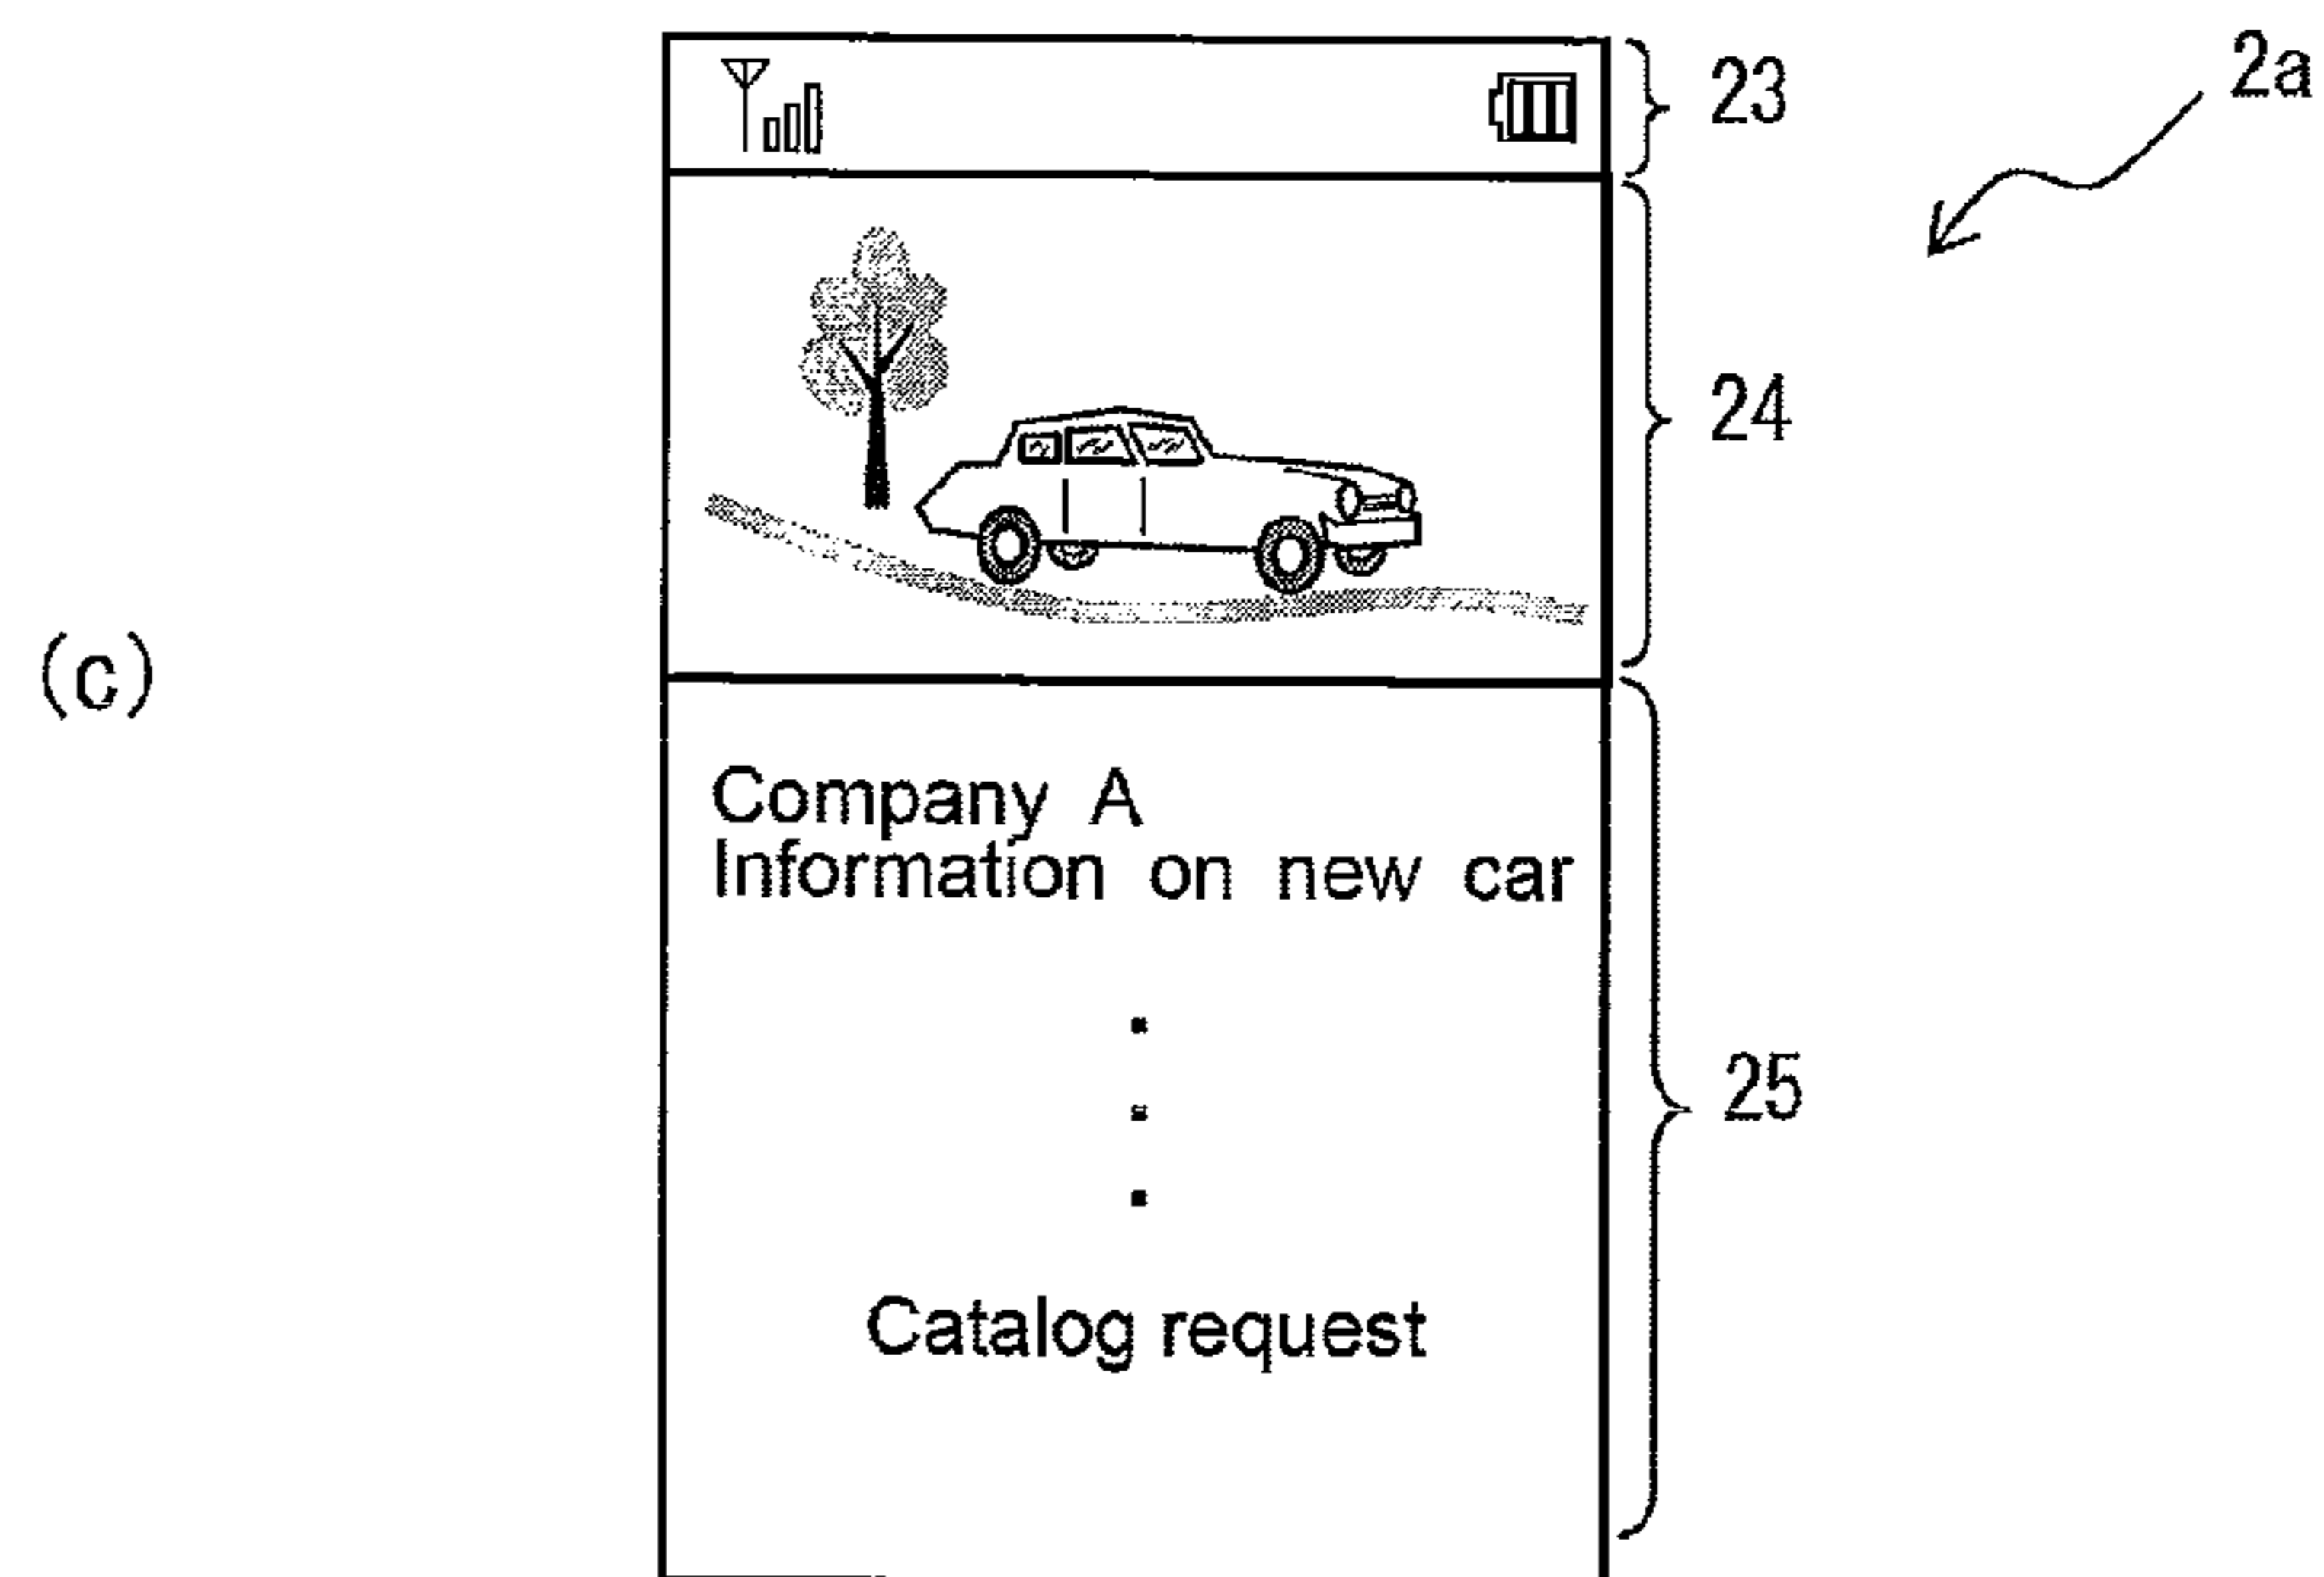 2a
23
24
(c)
Company A
Information on new car
25
Catalog request